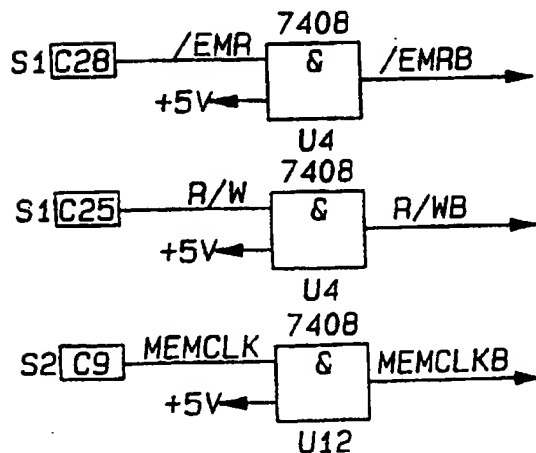 7408
S1 C28 /EMR & /EMRB
+5V
U4
7408
S1 C25 R/W & R/WB
+5V
U4
7408
S2 C9 MEMCLK & MEMCLKB
+5V
U12